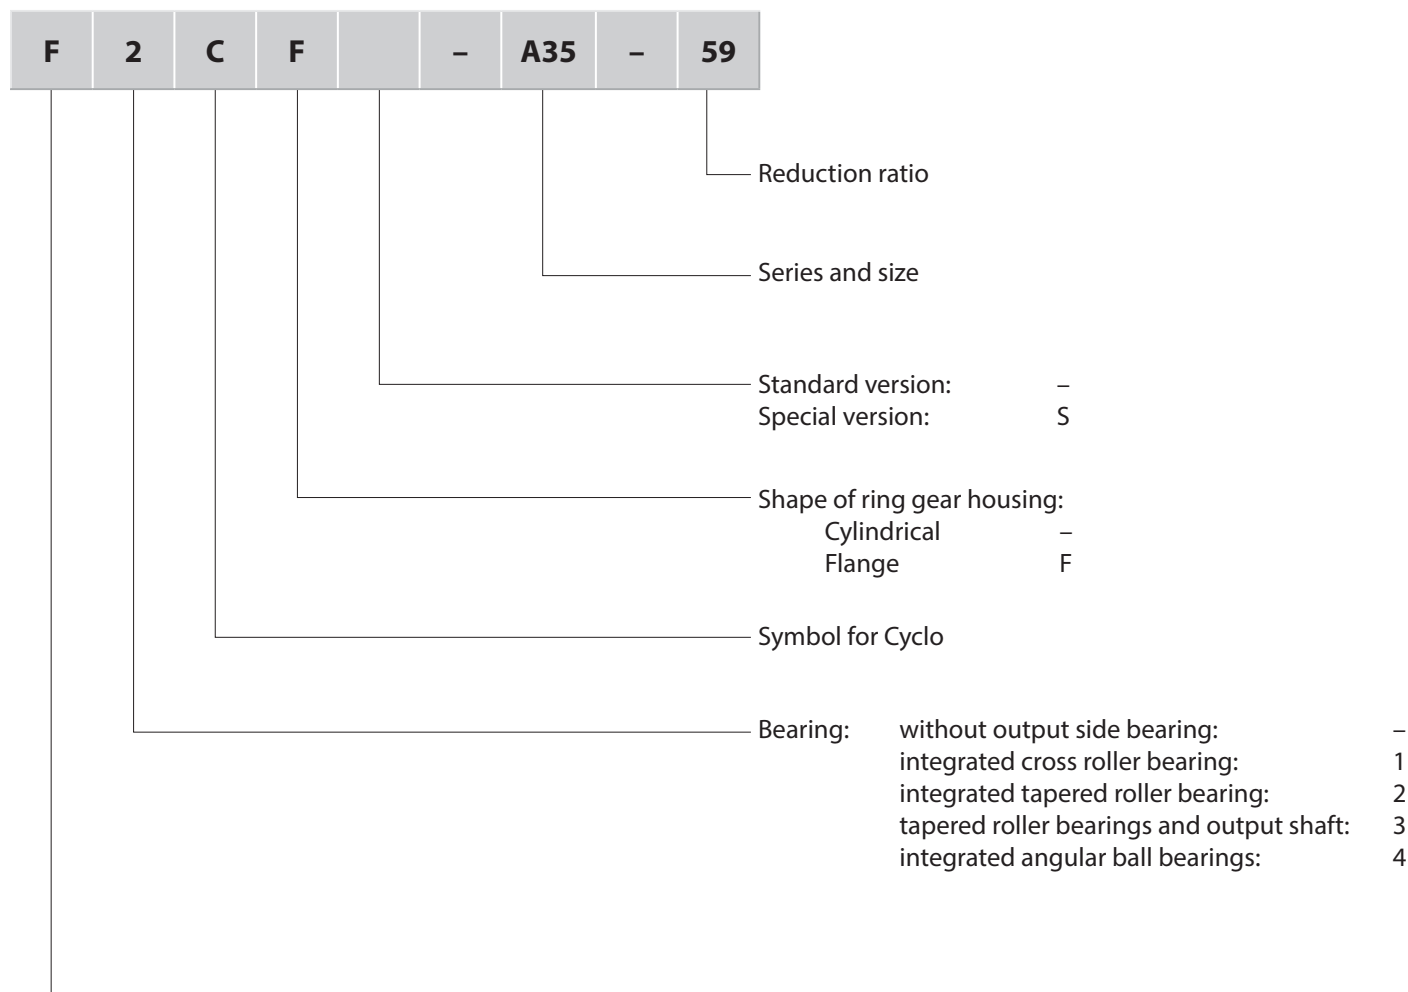 F 2 C F – A35 – 59
Reduction ratio
Series and size
Standard version: –
Special version: S
Shape of ring gear housing:
Cylindrical –
Flange F
Symbol for Cyclo
Bearing: without output side bearing: –
integrated cross roller bearing: 1
integrated tapered roller bearing: 2
tapered roller bearings and output shaft: 3
integrated angular ball bearings: 4